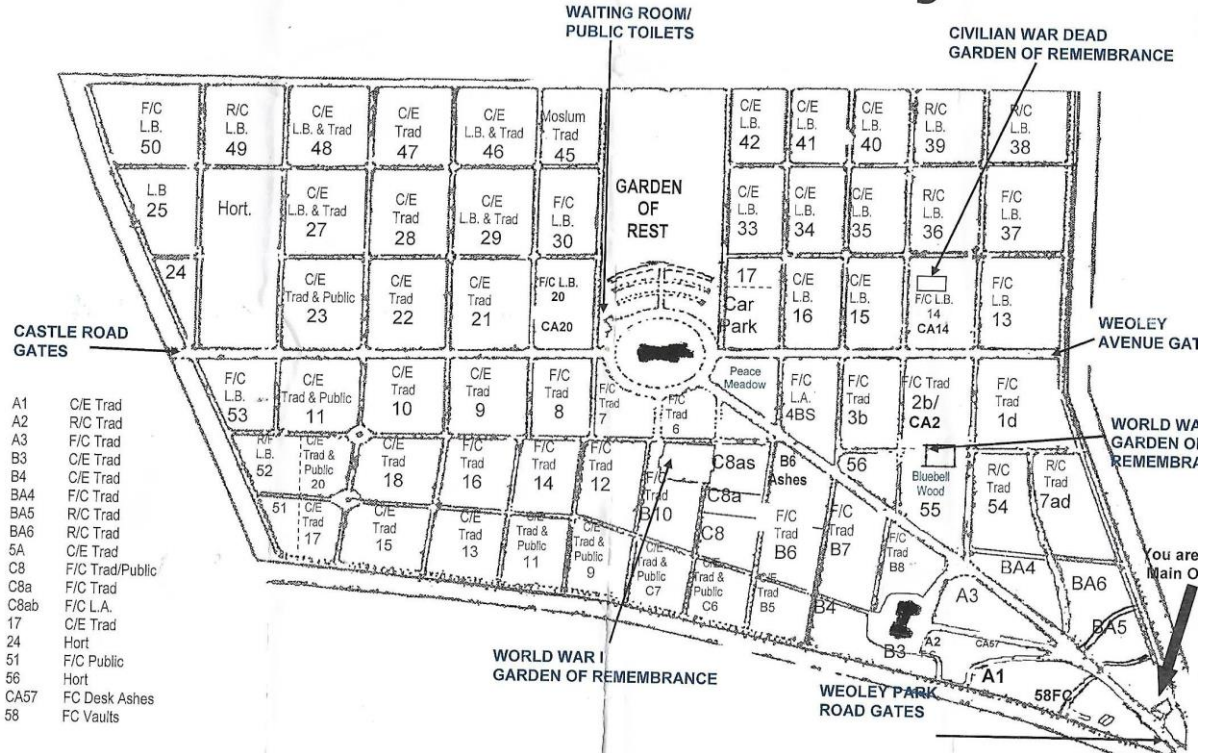 WAITING ROOM/
PUBLIC TOILETS
CIVILIAN WAR DEAD
GARDEN OF REMBRANCE
F/C
L.B.
50
R/C
L.B.
49
C/E
L.B. & Trad
48
C/E
Trad
47
C/E
L.B. & Trad
46
Moslum
Trad
45
C/E
L.B.
42
C/E
L.B.
41
C/E
L.B.
40
R/C
L.B.
39
R/C
L.B.
38
L.B
25
Hort.
C/E
L.B. & Trad
27
C/E
Trad
28
C/E
L.B. & Trad
29
F/C
L.B.
30
GARDEN
OF
REST
C/E
L.B.
33
C/E
L.B.
34
C/E
L.B.
35
R/C
L.B.
36
F/C
L.B.
37
24
C/E
Trad & Public
23
C/E
Trad
22
C/E
Trad
21
F/C L.B.
20
CA20
17
Car
Park
C/E
L.B.
16
C/E
L.B.
15
F/C L.B.
14
CA14
F/C
L.B.
13
CASTLE ROAD
GATES
WEOLEY
AVENUE GAT
F/C
L.B.
53
C/E
Trad & Public
11
C/E
Trad
10
C/E
Trad
9
F/C
Trad
8
F/C
Trad
7
F/C
Trad
6
Peace
Meadow
F/C
L.A.
4BS
F/C
Trad
3b
F/C Trad
2b/
CA2
F/C
Trad
1d
WORLD WA
GARDEN O
REMEMBRA
L.B.
52
C/E
Trad &
Public
20
C/E
Trad
18
F/C
Trad
16
F/C
Trad
14
F/C
Trad
12
F/C
Trad
B10
C8as
C8a
C8
B6
Ashes
56
Bluebell
Wood
55
R/C
Trad
54
R/C
Trad
7ad
51
C/E
Trad
17
C/E
Trad
15
C/E
Trad
13
C/E
Trad &
Public
11
C/E
Trad &
Public
9
C/E
Trad &
Public
C7
C/E
Trad &
Public
C6
F/C
Trad
B6
C/E
Trad
B5
F/C
Trad
B7
B4
F/C
Trad
B8
BA4
BA6
A3
BA5
B3
A2
CA57
A1
58FC
You are
Main O
WORLD WAR I
GARDEN OF REMEMBRANCE
WEOLEY PARK
ROAD GATES
A1 C/E Trad
A2 R/C Trad
A3 F/C Trad
B3 C/E Trad
B4 C/E Trad
BA4 F/C Trad
BA5 R/C Trad
BA6 R/C Trad
5A C/E Trad
C8 F/C Trad/Public
C8a F/C Trad
C8ab F/C L.A.
17 C/E Trad
24 Hort
51 F/C Public
56 Hort
CA57 FC Desk Ashes
58 FC Vaults